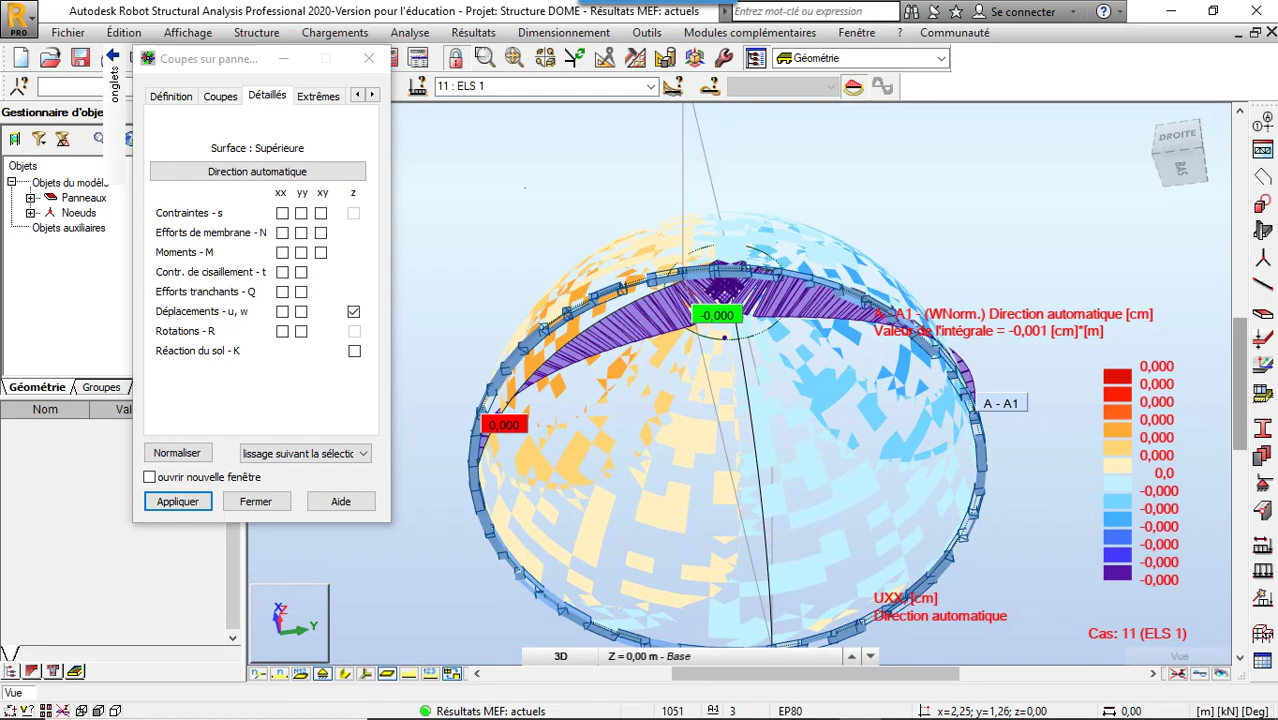 Autodesk Robot Structural Analysis Professional 2020-Version pour l'éducation - Projet: Structure DOME - Résultats MEF: actuels
Entrez mot-clé ou expression
Se connecter
PRO
Fichier Édition Affichage Structure Chargements Analyse Résultats Dimensionnement Outils Modules complémentaires Fenêtre ? Communauté
Géométrie
11 : ELS 1
onglets
Coupes sur panne...
Définition Coupes Détaillés Extrêmes
Surface : Supérieure
Direction automatique
xx yy xy z
Contraintes - s
Efforts de membrane - N
Moments - M
Contr. de cisaillement - t
Efforts tranchants - Q
Déplacements - u, w
Rotations - R
Réaction du sol - K
Normaliser
lissage suivant la sélectic
ouvrir nouvelle fenêtre
Appliquer Fermer Aide
Gestionnaire d'obje
Objets
Objets du modèle
Panneaux
Noeuds
Objets auxiliaires
Géométrie Groupes
Nom
DROITE
BAS
-0,000
0,000
A - A1 - (WNorm.) Direction automatique [cm]
Valeur de l'intégrale = -0,001 [cm]*[m]
A - A1
0,000
0,000
0,000
0,000
0,000
0,000
0,0
-0,000
-0,000
-0,000
-0,000
-0,000
-0,000
UXX, [cm]
Direction automatique
Cas: 11 (ELS 1)
X Z Y
3D Z = 0,00 m - Base
Vue
Vue
Résultats MEF: actuels 1051 3 EP80 x=2,25; y=1,26; z=0,00 0,00 [m] [kN] [Deg]